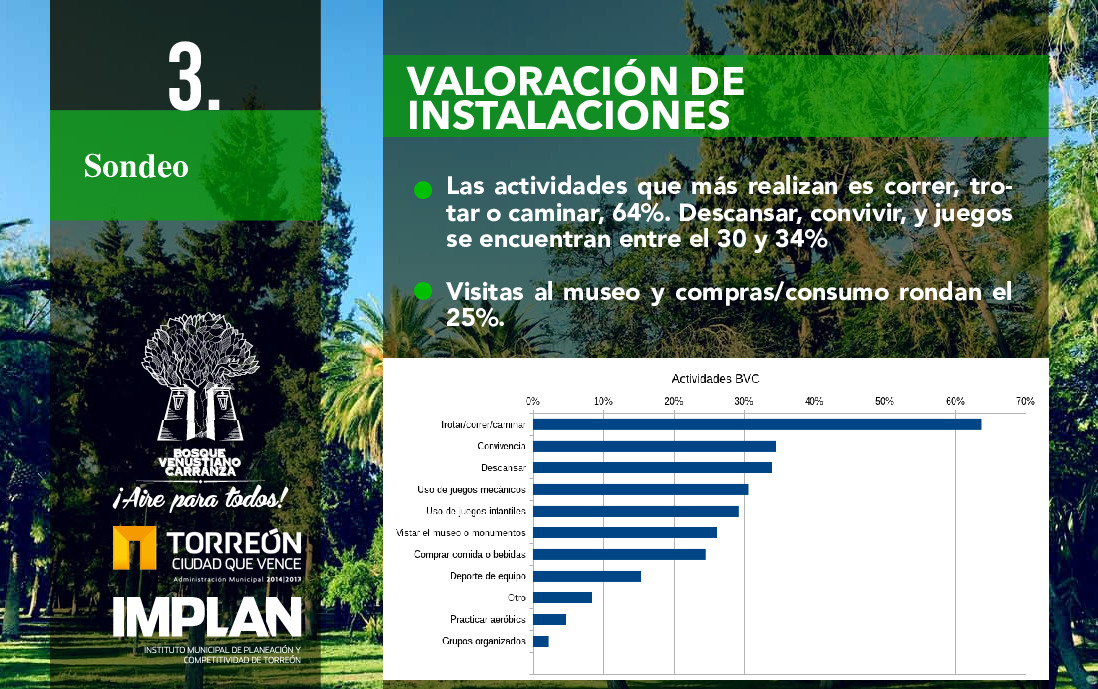 3.
Sondeo
BOSQUE
VENUSTIANO
CARRANZA
¡Aire para todos!
TORREÓN
CIUDAD QUE VENCE
Administración Municipal 2014|2017
IMPLAN
INSTITUTO MUNICIPAL DE PLANEACIÓN Y
COMPETITIVIDAD DE TORREÓN
VALORACIÓN DE
INSTALACIONES
Las actividades que más realizan es correr, tro-
tar o caminar, 64%. Descansar, convivir, y juegos
se encuentran entre el 30 y 34%
Visitas al museo y compras/consumo rondan el
25%.
Actividades BVC
0% 10% 20% 30% 40% 50% 60% 70%
Trotar/correr/caminar
Convivencia
Descansar
Uso de juegos mecánicos
Uso de juegos infantiles
Vistar el museo o monumentos
Comprar comida o bebidas
Deporte de equipo
Otro
Practicar aeróbics
Grupos organizados